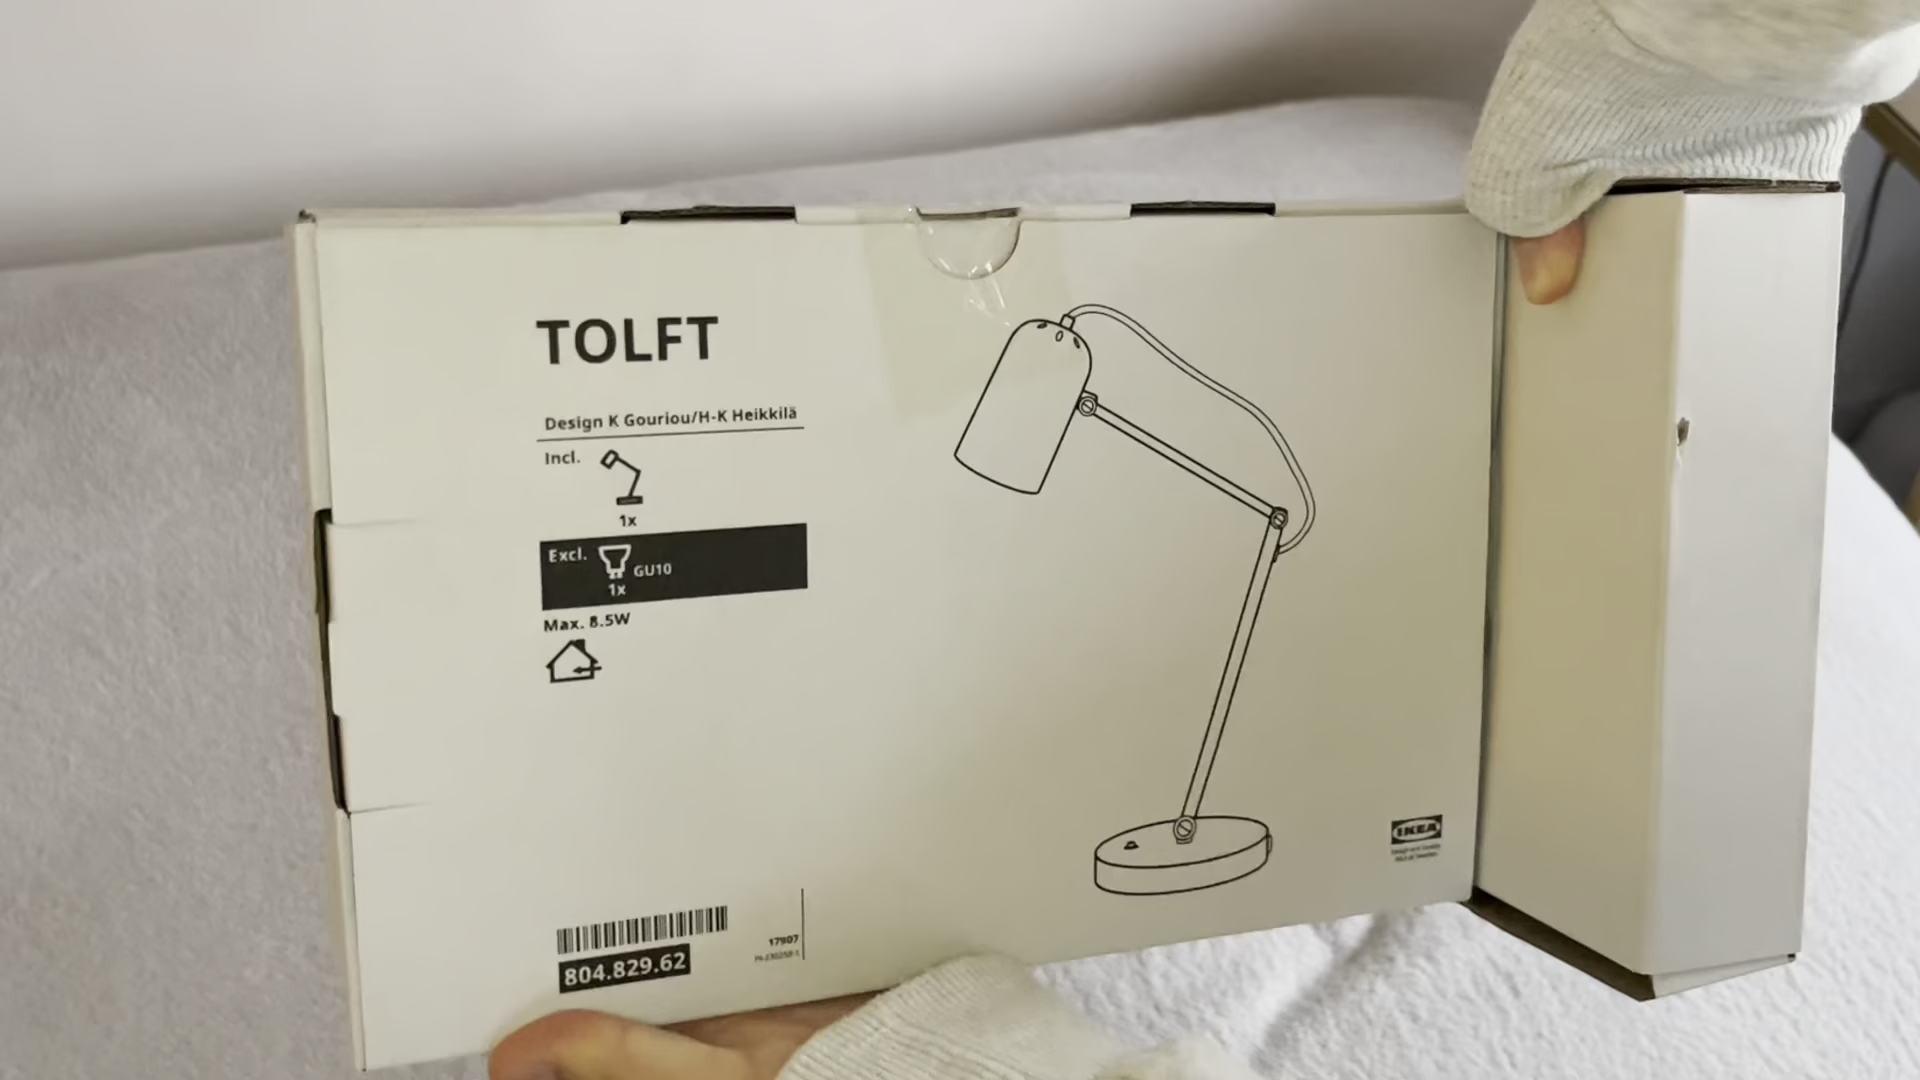 TOLFT
Design K Gouriou/H-K Heikkilä
Incl.
1x
Excl.
GU10
1x
Max. 8.5W
804.829.62
17907
IKEA